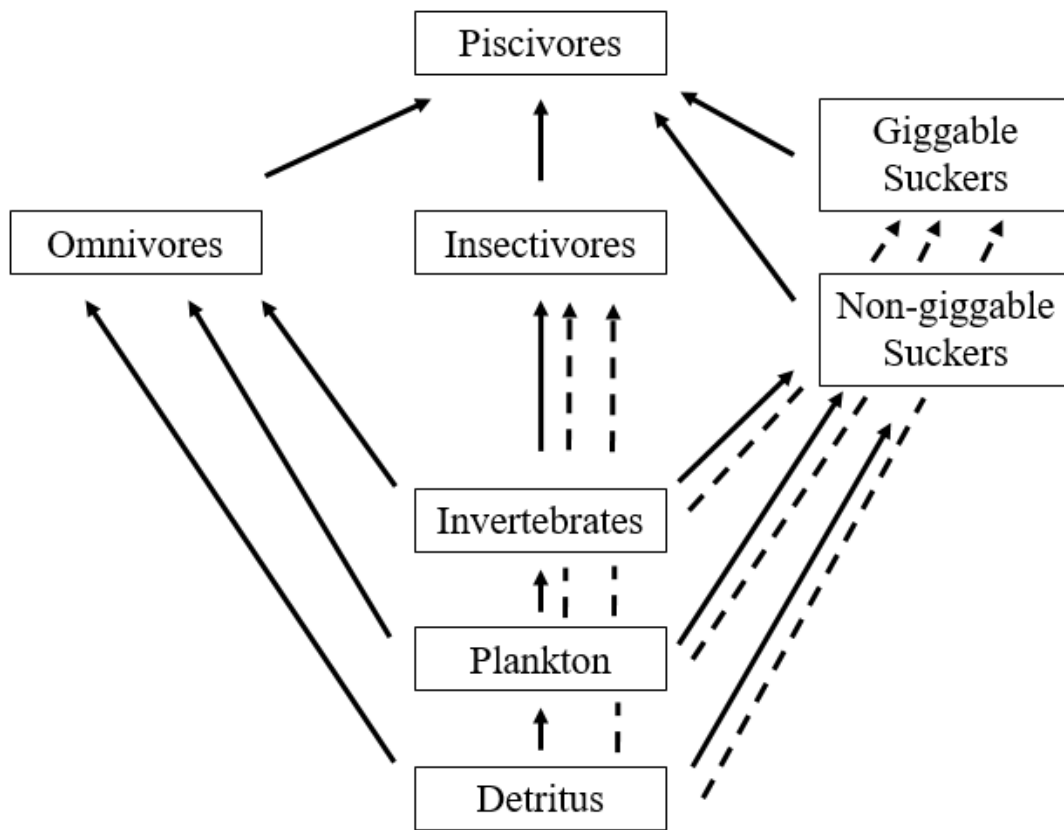 Piscivores
Giggable
Suckers
Omnivores
Insectivores
Non-giggable
Suckers
Invertebrates
Plankton
Detritus